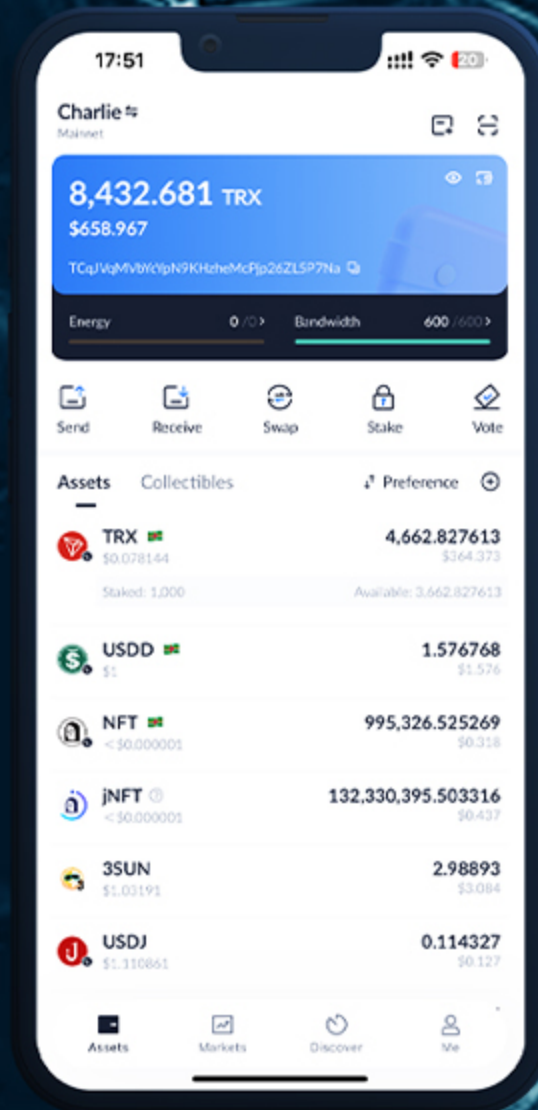 17:51
20
Charlie
Mainnet
8,432.681 TRX
$658.967
TCqJVqMVbYcYpN9KHzheMcPjp26ZL5P7Na
Energy 0 /0 > Bandwidth 600 /600 >
Send Receive Swap Stake Vote
Assets Collectibles Preference
TRX 4,662.827613
$0.078144 $364.373
Staked: 1,000 Available: 3,662.827613
USDD 1.576768
$1 $1.576
NFT 995,326.525269
<$0.000001 $0.318
jNFT 132,330,395.503316
<$0.000001 $0.437
3SUN 2.98893
$1.03191 $3.084
USDJ 0.114327
$1.110861 $0.127
Assets Markets Discover Me